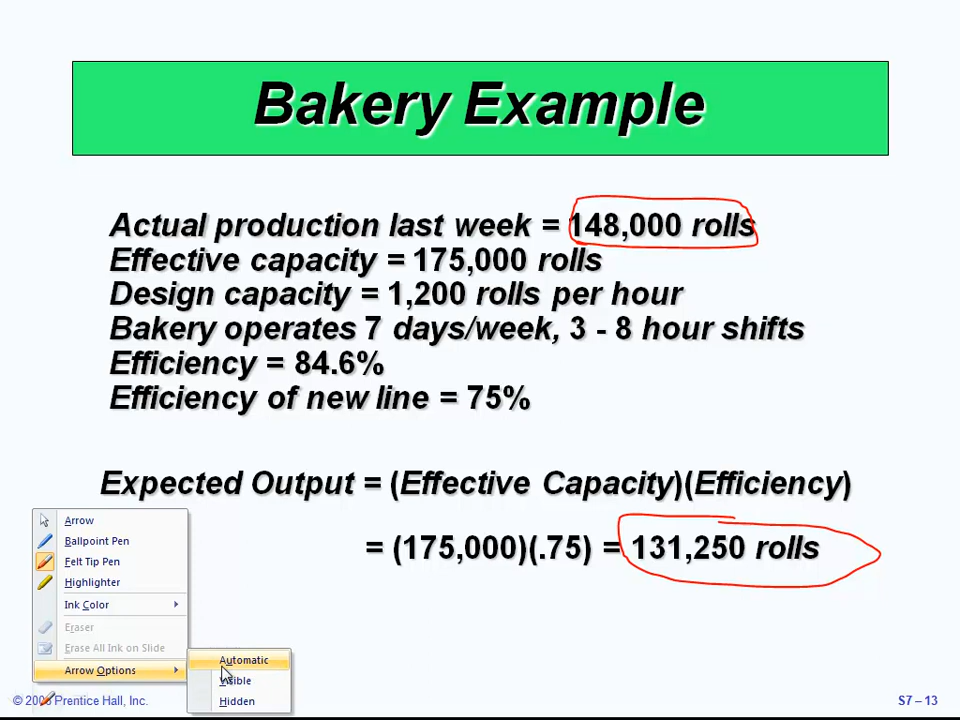 Bakery Example
Actual production last week = 148,000 rolls
Effective capacity = 175,000 rolls
Design capacity = 1,200 rolls per hour
Bakery operates 7 days/week, 3 - 8 hour shifts
Efficiency = 84.6%
Efficiency of new line = 75%
Expected Output = (Effective Capacity)(Efficiency)
= (175,000)(.75) = 131,250 rolls
Arrow
Ballpoint Pen
Felt Tip Pen
Highlighter
Ink Color
Eraser
Erase All Ink on Slide
Arrow Options
Automatic
Visible
Hidden
© Prentice Hall, Inc.
S7 – 13